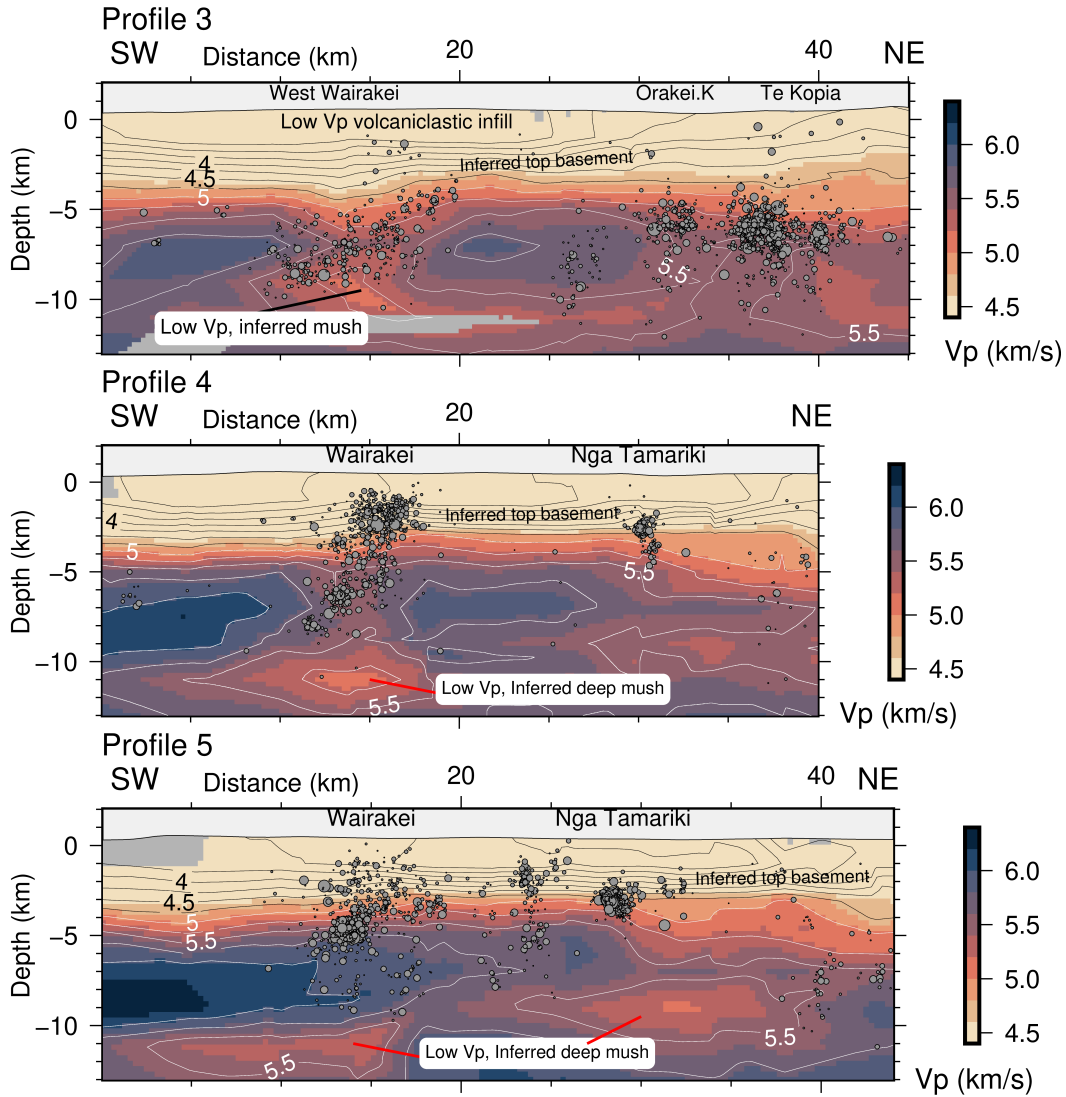 Profile 3
SW Distance (km) 20 40 NE
West Wairakei Orakei.K Te Kopia
Low Vp volcaniclastic infill
Inferred top basement
0
4
4.5
5
−5
5.5
−10
Low Vp, inferred mush
5.5
Depth (km)
6.0
5.5
5.0
4.5
Vp (km/s)
Profile 4
SW Distance (km) 20 NE
Wairakei Nga Tamariki
0
4
Inferred top basement
5
−5
5.5
−10
Low Vp, Inferred deep mush
5.5
Depth (km)
6.0
5.5
5.0
4.5
Vp (km/s)
Profile 5
SW Distance (km) 20 40 NE
Wairakei Nga Tamariki
0
4
Inferred top basement
4.5
5
5.5
−5
−10
5.5
Low Vp, Inferred deep mush
5.5
Depth (km)
6.0
5.5
5.0
4.5
Vp (km/s)